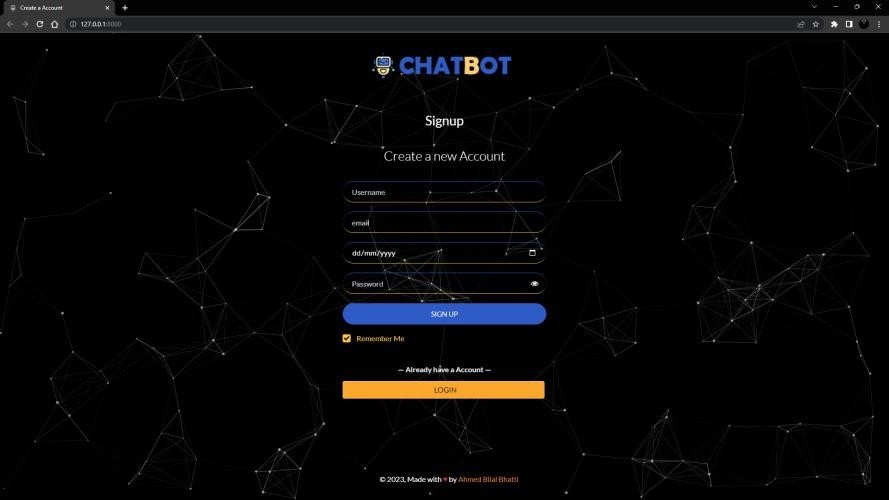 Create a Account
127.0.0.1:8000
CHATBOT
Signup
Create a new Account
Username
email
dd/mm/yyyy
Password
SIGN UP
Remember Me
— Already have a Account —
LOGIN
© 2023, Made with ♥ by Ahmed Bilal Bhatti